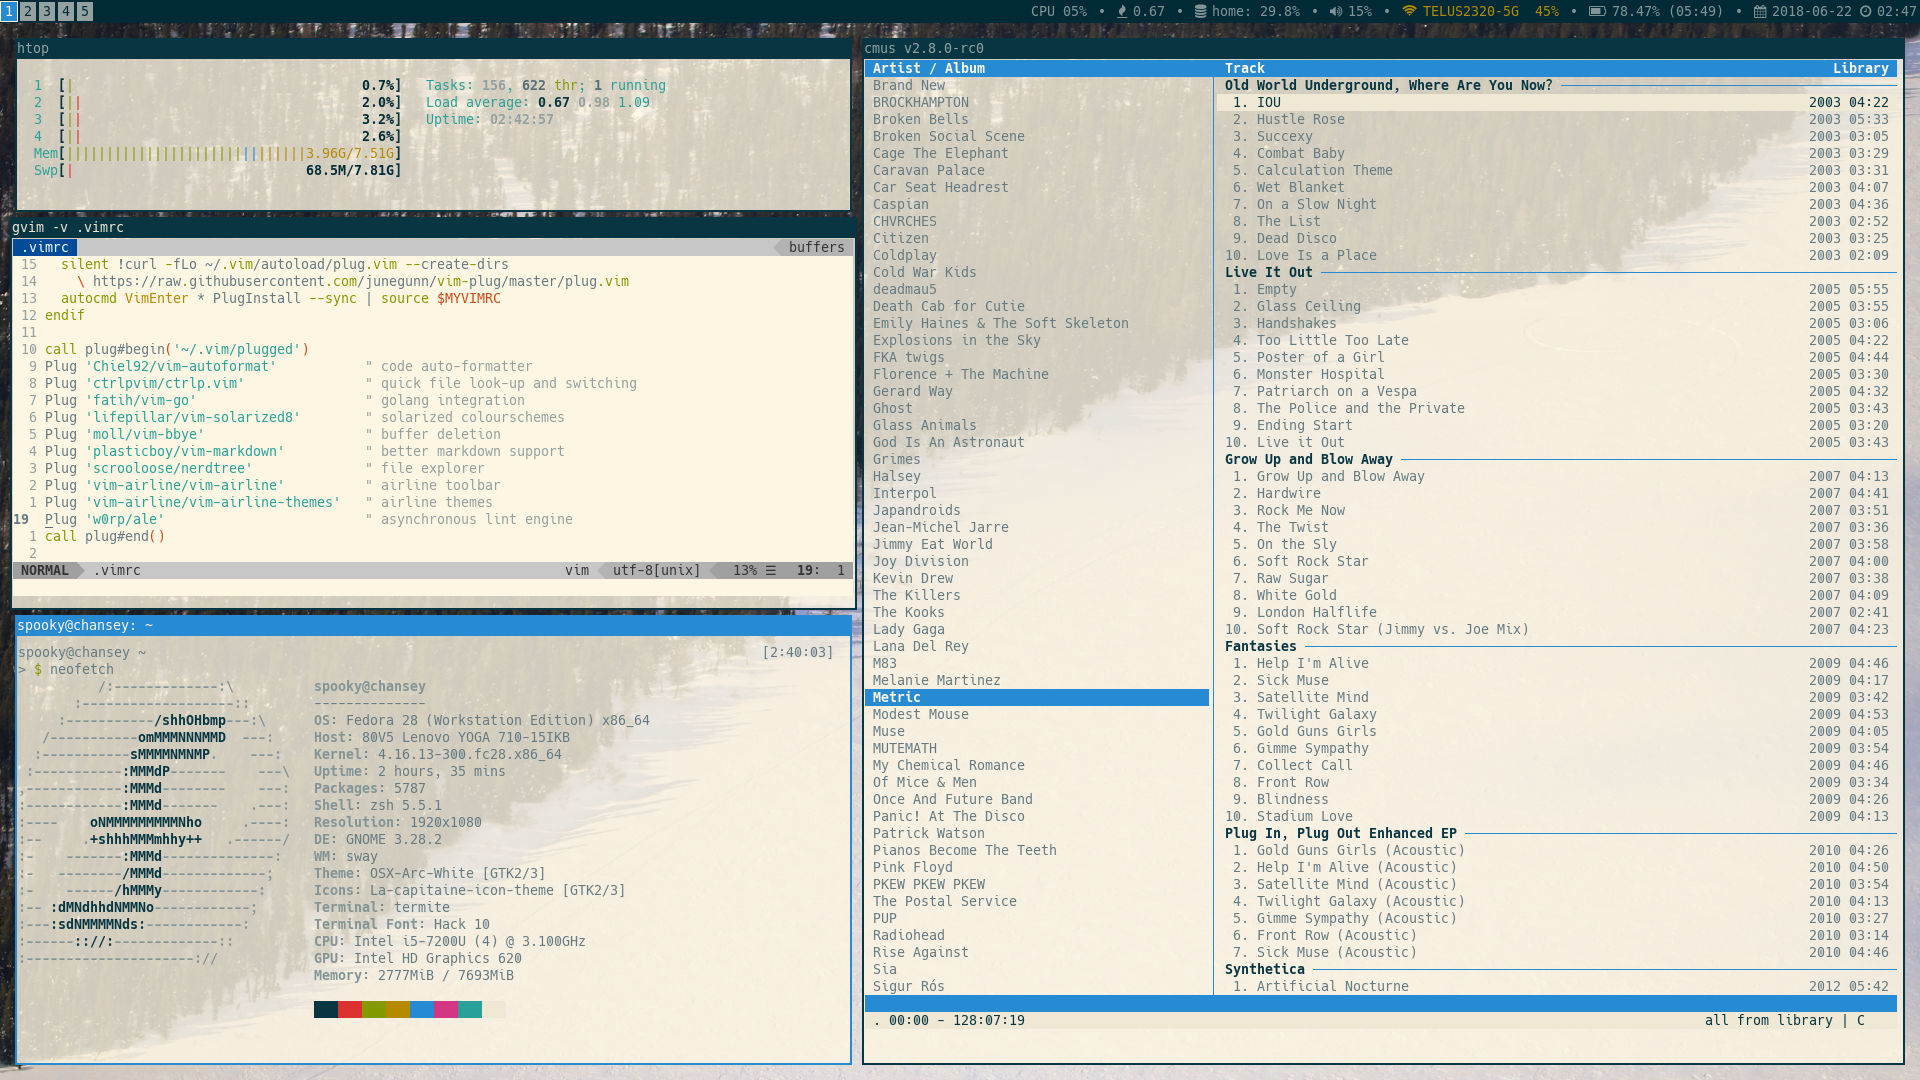 1 2 3 4 5 CPU 05% • 0.67 • home: 29.8% • 15% • TELUS2320-5G 45% • 78.47% (05:49) • 2018-06-22 02:47
htop
1 [| 0.7%] Tasks: 156, 622 thr; 1 running
2 [|| 2.0%] Load average: 0.67 0.98 1.09
3 [|| 3.2%] Uptime: 02:42:57
4 [|| 2.6%]
Mem[||||||||||||||||||||||||||||||3.96G/7.51G]
Swp[| 68.5M/7.81G]
gvim -v .vimrc
.vimrc buffers
15 silent !curl -fLo ~/.vim/autoload/plug.vim --create-dirs
14 \ https://raw.githubusercontent.com/junegunn/vim-plug/master/plug.vim
13 autocmd VimEnter * PlugInstall --sync | source $MYVIMRC
12 endif
11
10 call plug#begin('~/.vim/plugged')
9 Plug 'Chiel92/vim-autoformat' " code auto-formatter
8 Plug 'ctrlpvim/ctrlp.vim' " quick file look-up and switching
7 Plug 'fatih/vim-go' " golang integration
6 Plug 'lifepillar/vim-solarized8' " solarized colourschemes
5 Plug 'moll/vim-bbye' " buffer deletion
4 Plug 'plasticboy/vim-markdown' " better markdown support
3 Plug 'scrooloose/nerdtree' " file explorer
2 Plug 'vim-airline/vim-airline' " airline toolbar
1 Plug 'vim-airline/vim-airline-themes' " airline themes
19 Plug 'w0rp/ale' " asynchronous lint engine
1 call plug#end()
2
NORMAL .vimrc vim utf-8[unix] 13% ☰ 19: 1
spooky@chansey: ~
spooky@chansey ~ [2:40:03]
> $ neofetch
/:-------------:\ spooky@chansey
:-------------------:: --------------
:-----------/shhOHbmp---:\ OS: Fedora 28 (Workstation Edition) x86_64
/-----------omMMMNNNMMD ---: Host: 80V5 Lenovo YOGA 710-15IKB
:-----------sMMMMNMNMP. ---: Kernel: 4.16.13-300.fc28.x86_64
:-----------:MMMdP------- ---\ Uptime: 2 hours, 35 mins
,------------:MMMd-------- ---: Packages: 5787
:------------:MMMd------- .---: Shell: zsh 5.5.1
:---- oNMMMMMMMMMNho .----: Resolution: 1920x1080
:-- .+shhhMMMmhhy++ .------/ DE: GNOME 3.28.2
:- -------:MMMd--------------: WM: sway
:- --------/MMMd-------------; Theme: OSX-Arc-White [GTK2/3]
:- ------/hMMMy------------: Icons: La-capitaine-icon-theme [GTK2/3]
:-- :dMNdhhdNMMNo------------; Terminal: termite
:---:sdNMMMMNds:------------: Terminal Font: Hack 10
:------:://:-------------:: CPU: Intel i5-7200U (4) @ 3.100GHz
:---------------------:// GPU: Intel HD Graphics 620
Memory: 2777MiB / 7693MiB
cmus v2.8.0-rc0
Artist / Album
Brand New
BROCKHAMPTON
Broken Bells
Broken Social Scene
Cage The Elephant
Caravan Palace
Car Seat Headrest
Caspian
CHVRCHES
Citizen
Coldplay
Cold War Kids
deadmau5
Death Cab for Cutie
Emily Haines & The Soft Skeleton
Explosions in the Sky
FKA twigs
Florence + The Machine
Gerard Way
Ghost
Glass Animals
God Is An Astronaut
Grimes
Halsey
Interpol
Japandroids
Jean-Michel Jarre
Jimmy Eat World
Joy Division
Kevin Drew
The Killers
The Kooks
Lady Gaga
Lana Del Rey
M83
Melanie Martinez
Metric
Modest Mouse
Muse
MUTEMATH
My Chemical Romance
Of Mice & Men
Once And Future Band
Panic! At The Disco
Patrick Watson
Pianos Become The Teeth
Pink Floyd
PKEW PKEW PKEW
The Postal Service
PUP
Radiohead
Rise Against
Sia
Sigur Rós
Track Library
Old World Underground, Where Are You Now?
1. IOU 2003 04:22
2. Hustle Rose 2003 05:33
3. Succexy 2003 03:05
4. Combat Baby 2003 03:29
5. Calculation Theme 2003 03:31
6. Wet Blanket 2003 04:07
7. On a Slow Night 2003 04:36
8. The List 2003 02:52
9. Dead Disco 2003 03:25
10. Love Is a Place 2003 02:09
Live It Out
1. Empty 2005 05:55
2. Glass Ceiling 2005 03:55
3. Handshakes 2005 03:06
4. Too Little Too Late 2005 04:22
5. Poster of a Girl 2005 04:44
6. Monster Hospital 2005 03:30
7. Patriarch on a Vespa 2005 04:32
8. The Police and the Private 2005 03:43
9. Ending Start 2005 03:20
10. Live it Out 2005 03:43
Grow Up and Blow Away
1. Grow Up and Blow Away 2007 04:13
2. Hardwire 2007 04:41
3. Rock Me Now 2007 03:51
4. The Twist 2007 03:36
5. On the Sly 2007 03:58
6. Soft Rock Star 2007 04:00
7. Raw Sugar 2007 03:38
8. White Gold 2007 04:09
9. London Halflife 2007 02:41
10. Soft Rock Star (Jimmy vs. Joe Mix) 2007 04:23
Fantasies
1. Help I'm Alive 2009 04:46
2. Sick Muse 2009 04:17
3. Satellite Mind 2009 03:42
4. Twilight Galaxy 2009 04:53
5. Gold Guns Girls 2009 04:05
6. Gimme Sympathy 2009 03:54
7. Collect Call 2009 04:46
8. Front Row 2009 03:34
9. Blindness 2009 04:26
10. Stadium Love 2009 04:13
Plug In, Plug Out Enhanced EP
1. Gold Guns Girls (Acoustic) 2010 04:26
2. Help I'm Alive (Acoustic) 2010 04:50
3. Satellite Mind (Acoustic) 2010 03:54
4. Twilight Galaxy (Acoustic) 2010 04:13
5. Gimme Sympathy (Acoustic) 2010 03:27
6. Front Row (Acoustic) 2010 03:14
7. Sick Muse (Acoustic) 2010 04:46
Synthetica
1. Artificial Nocturne 2012 05:42
. 00:00 - 128:07:19 all from library | C